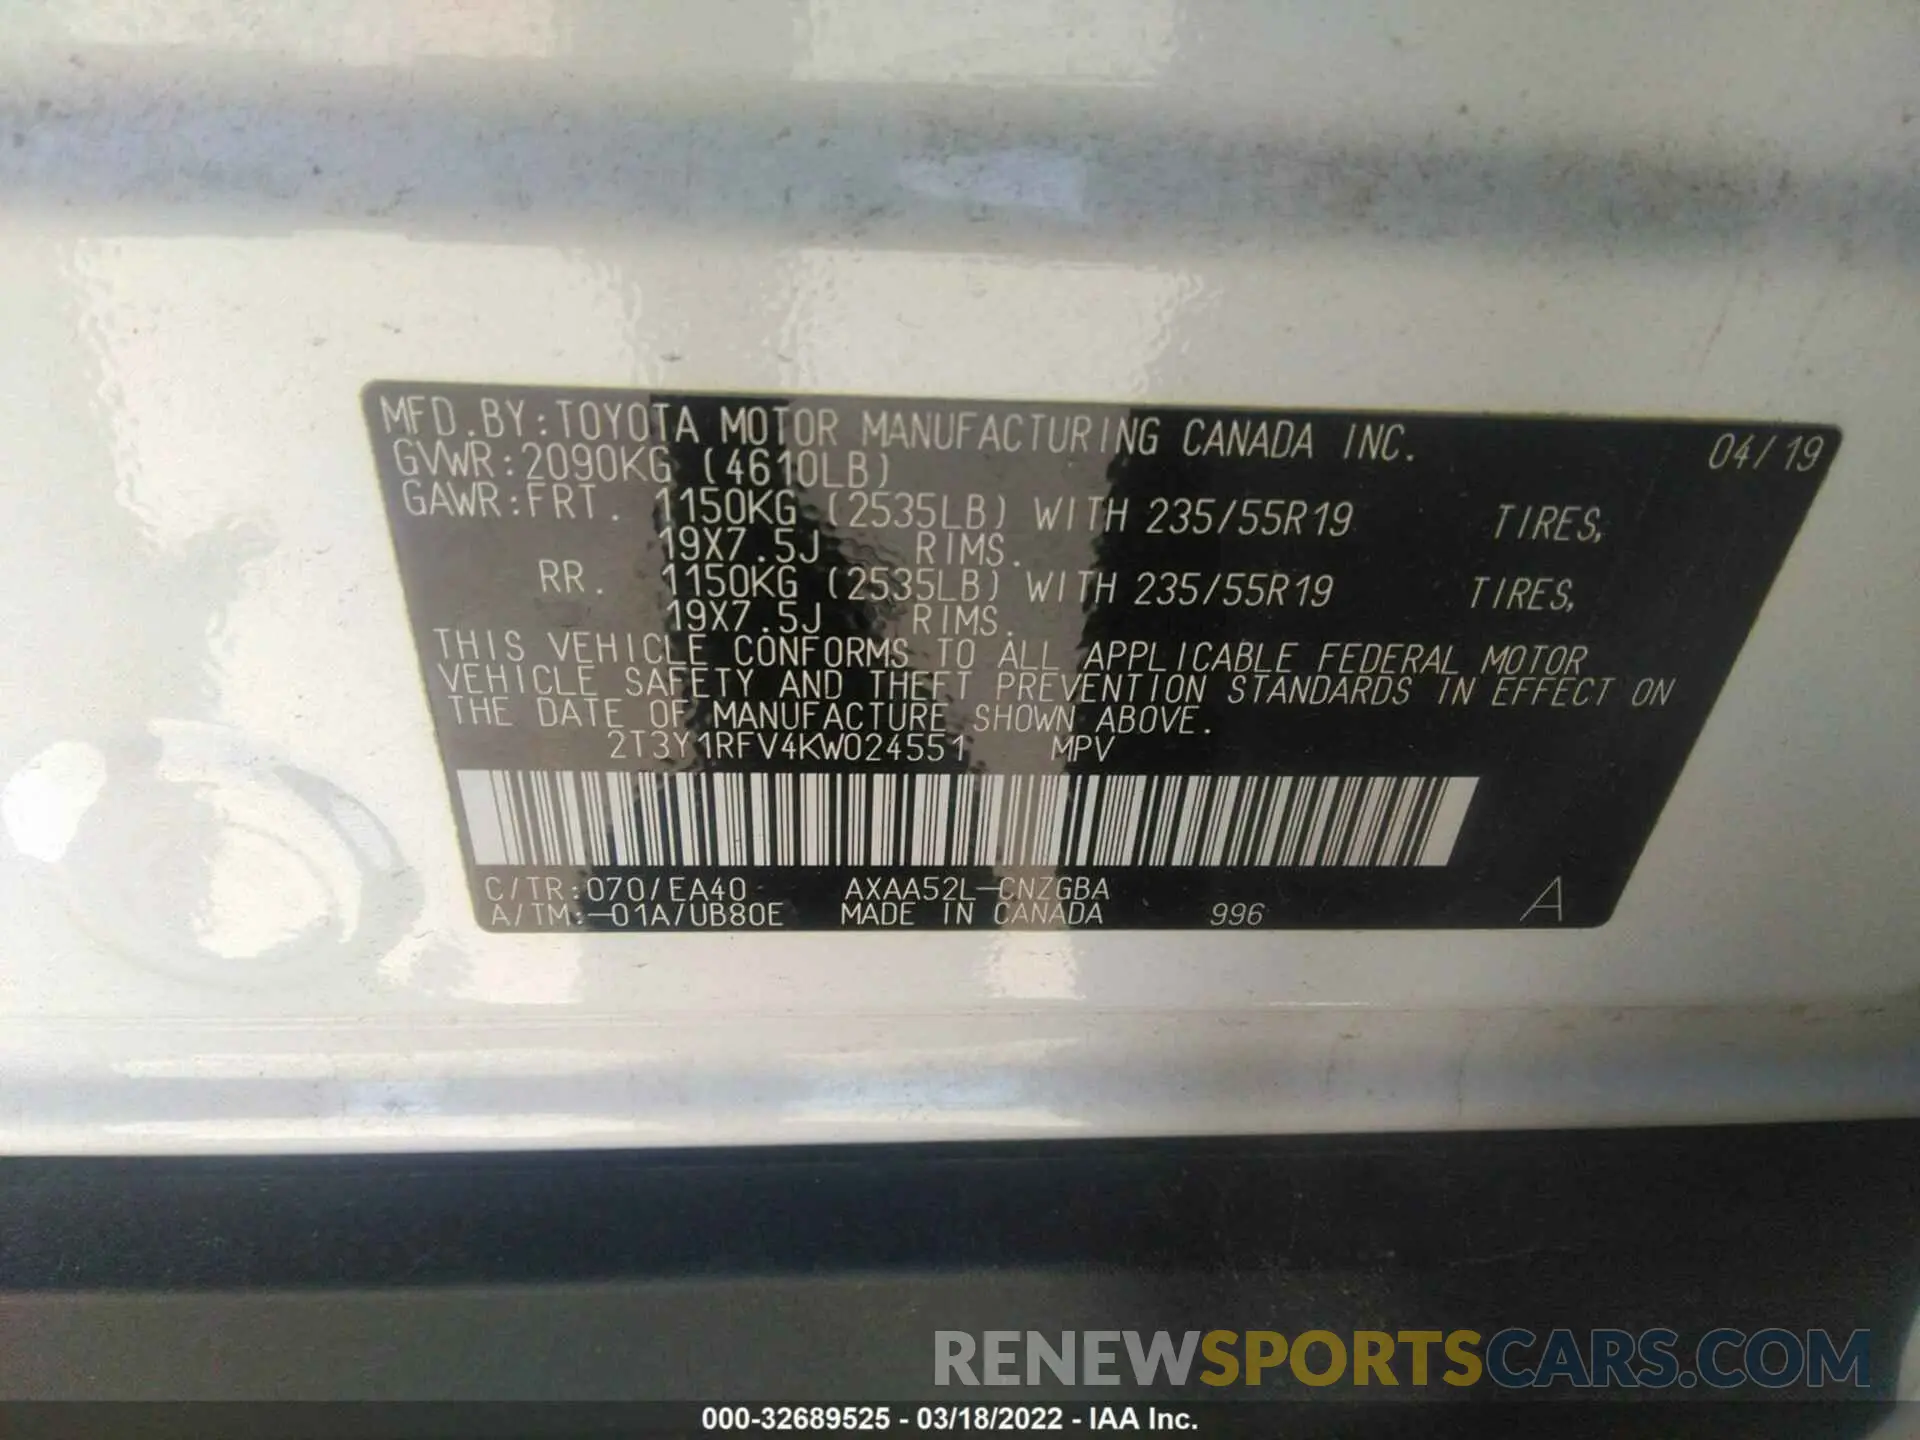 MFD.BY:TOYOTA MOTOR MANUFACTURING CANADA INC. 04/19
GVWR:2090KG (4610LB)
GAWR:FRT. 1150KG (2535LB) WITH 235/55R19 TIRES,
19X7.5J RIMS.
RR. 1150KG (2535LB) WITH 235/55R19 TIRES,
19X7.5J RIMS.
THIS VEHICLE CONFORMS TO ALL APPLICABLE FEDERAL MOTOR
VEHICLE SAFETY AND THEFT PREVENTION STANDARDS IN EFFECT ON
THE DATE OF MANUFACTURE SHOWN ABOVE.
2T3Y1RFV4KW024551 MPV
C/TR:070/EA40 AXAA52L-CNZGBA
A/TM:-01A/UB80E MADE IN CANADA 996 A
RENEWSPORTSCARS.COM
000-32689525 - 03/18/2022 - IAA Inc.